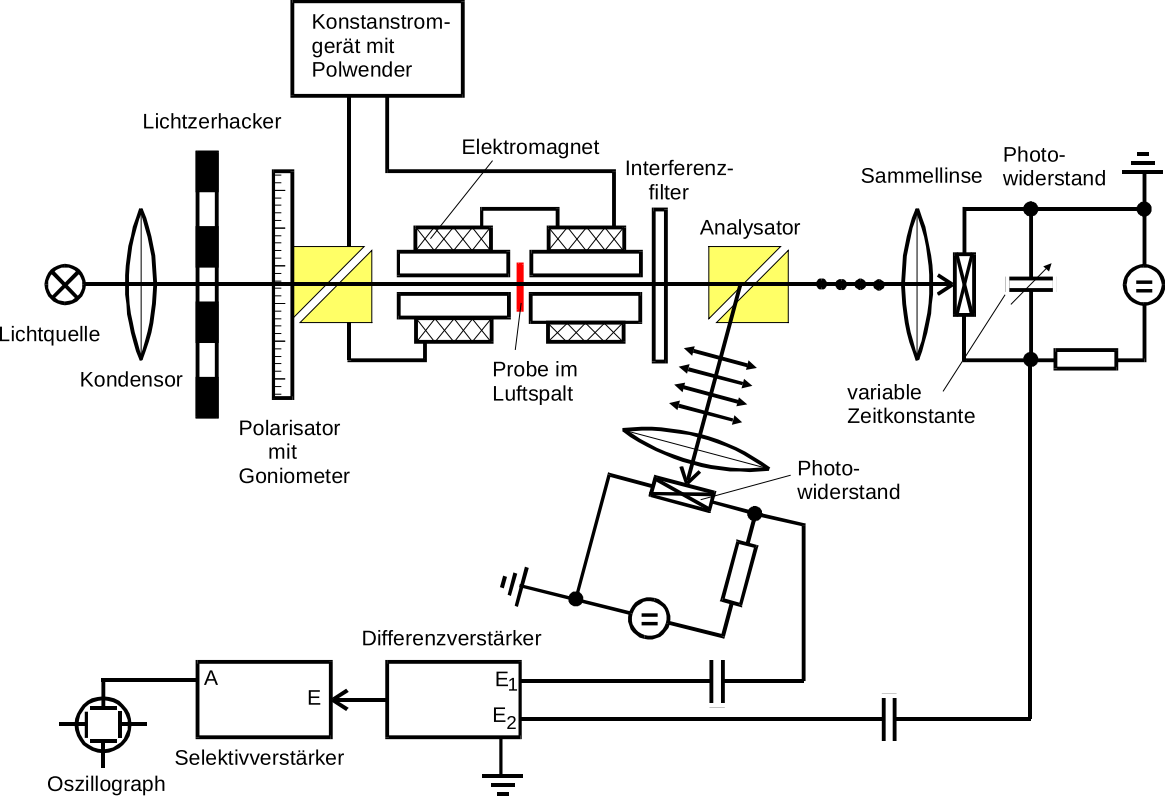 Konstanstrom-
gerät mit
Polwender
Lichtzerhacker
Elektromagnet
Interferenz-
filter
Sammellinse
Photo-
widerstand
Analysator
Lichtquelle
Kondensor
Probe im
Luftspalt
variable
Zeitkonstante
Polarisator
mit
Goniometer
Photo-
widerstand
Differenzverstärker
A
E
E1
E2
Selektivverstärker
Oszillograph